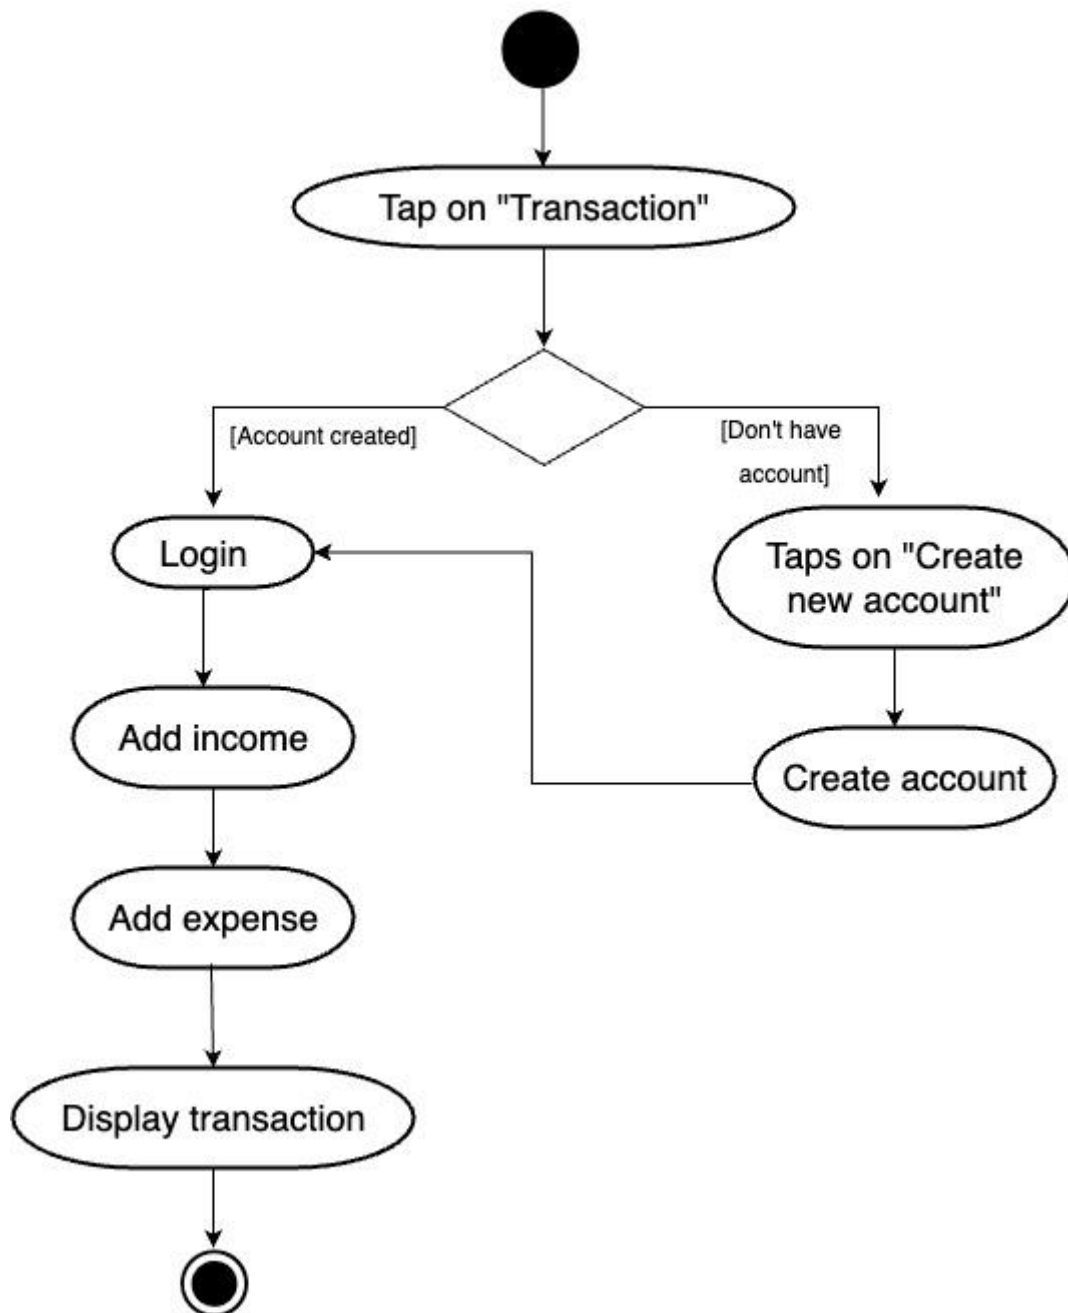 Tap on "Transaction"
[Account created]
[Don't have
account]
Login
Taps on "Create
new account"
Add income
Create account
Add expense
Display transaction